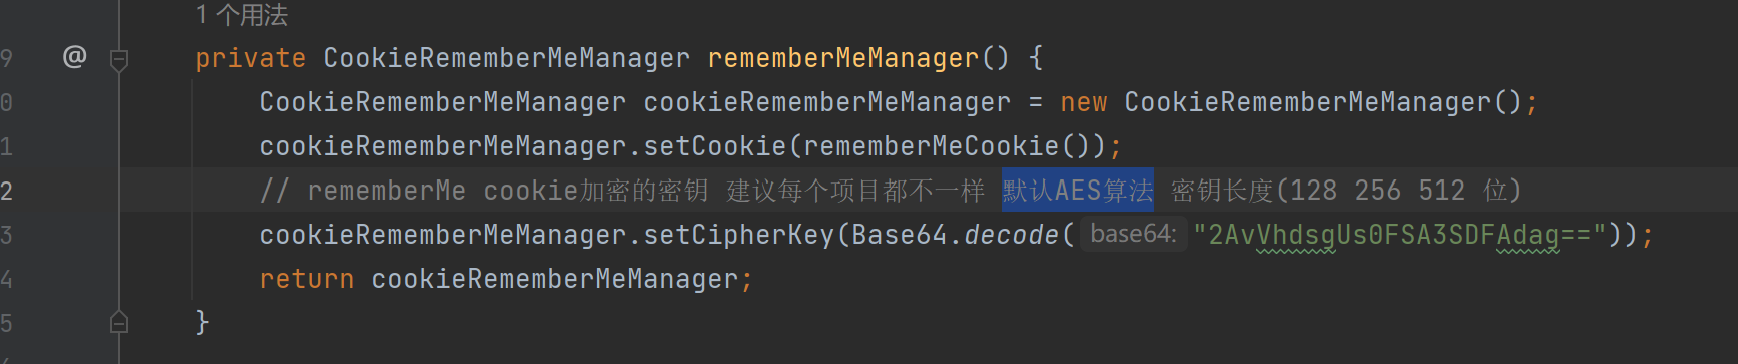 1 个用法
9 @ private CookieRememberMeManager rememberMeManager() {
0 CookieRememberMeManager cookieRememberMeManager = new CookieRememberMeManager();
1 cookieRememberMeManager.setCookie(rememberMeCookie());
2 // rememberMe cookie加密的密钥 建议每个项目都不一样 默认AES算法 密钥长度(128 256 512 位)
3 cookieRememberMeManager.setCipherKey(Base64.decode( base64: "2AvVhdsgUs0FSA3SDFAdag=="));
4 return cookieRememberMeManager;
5 }